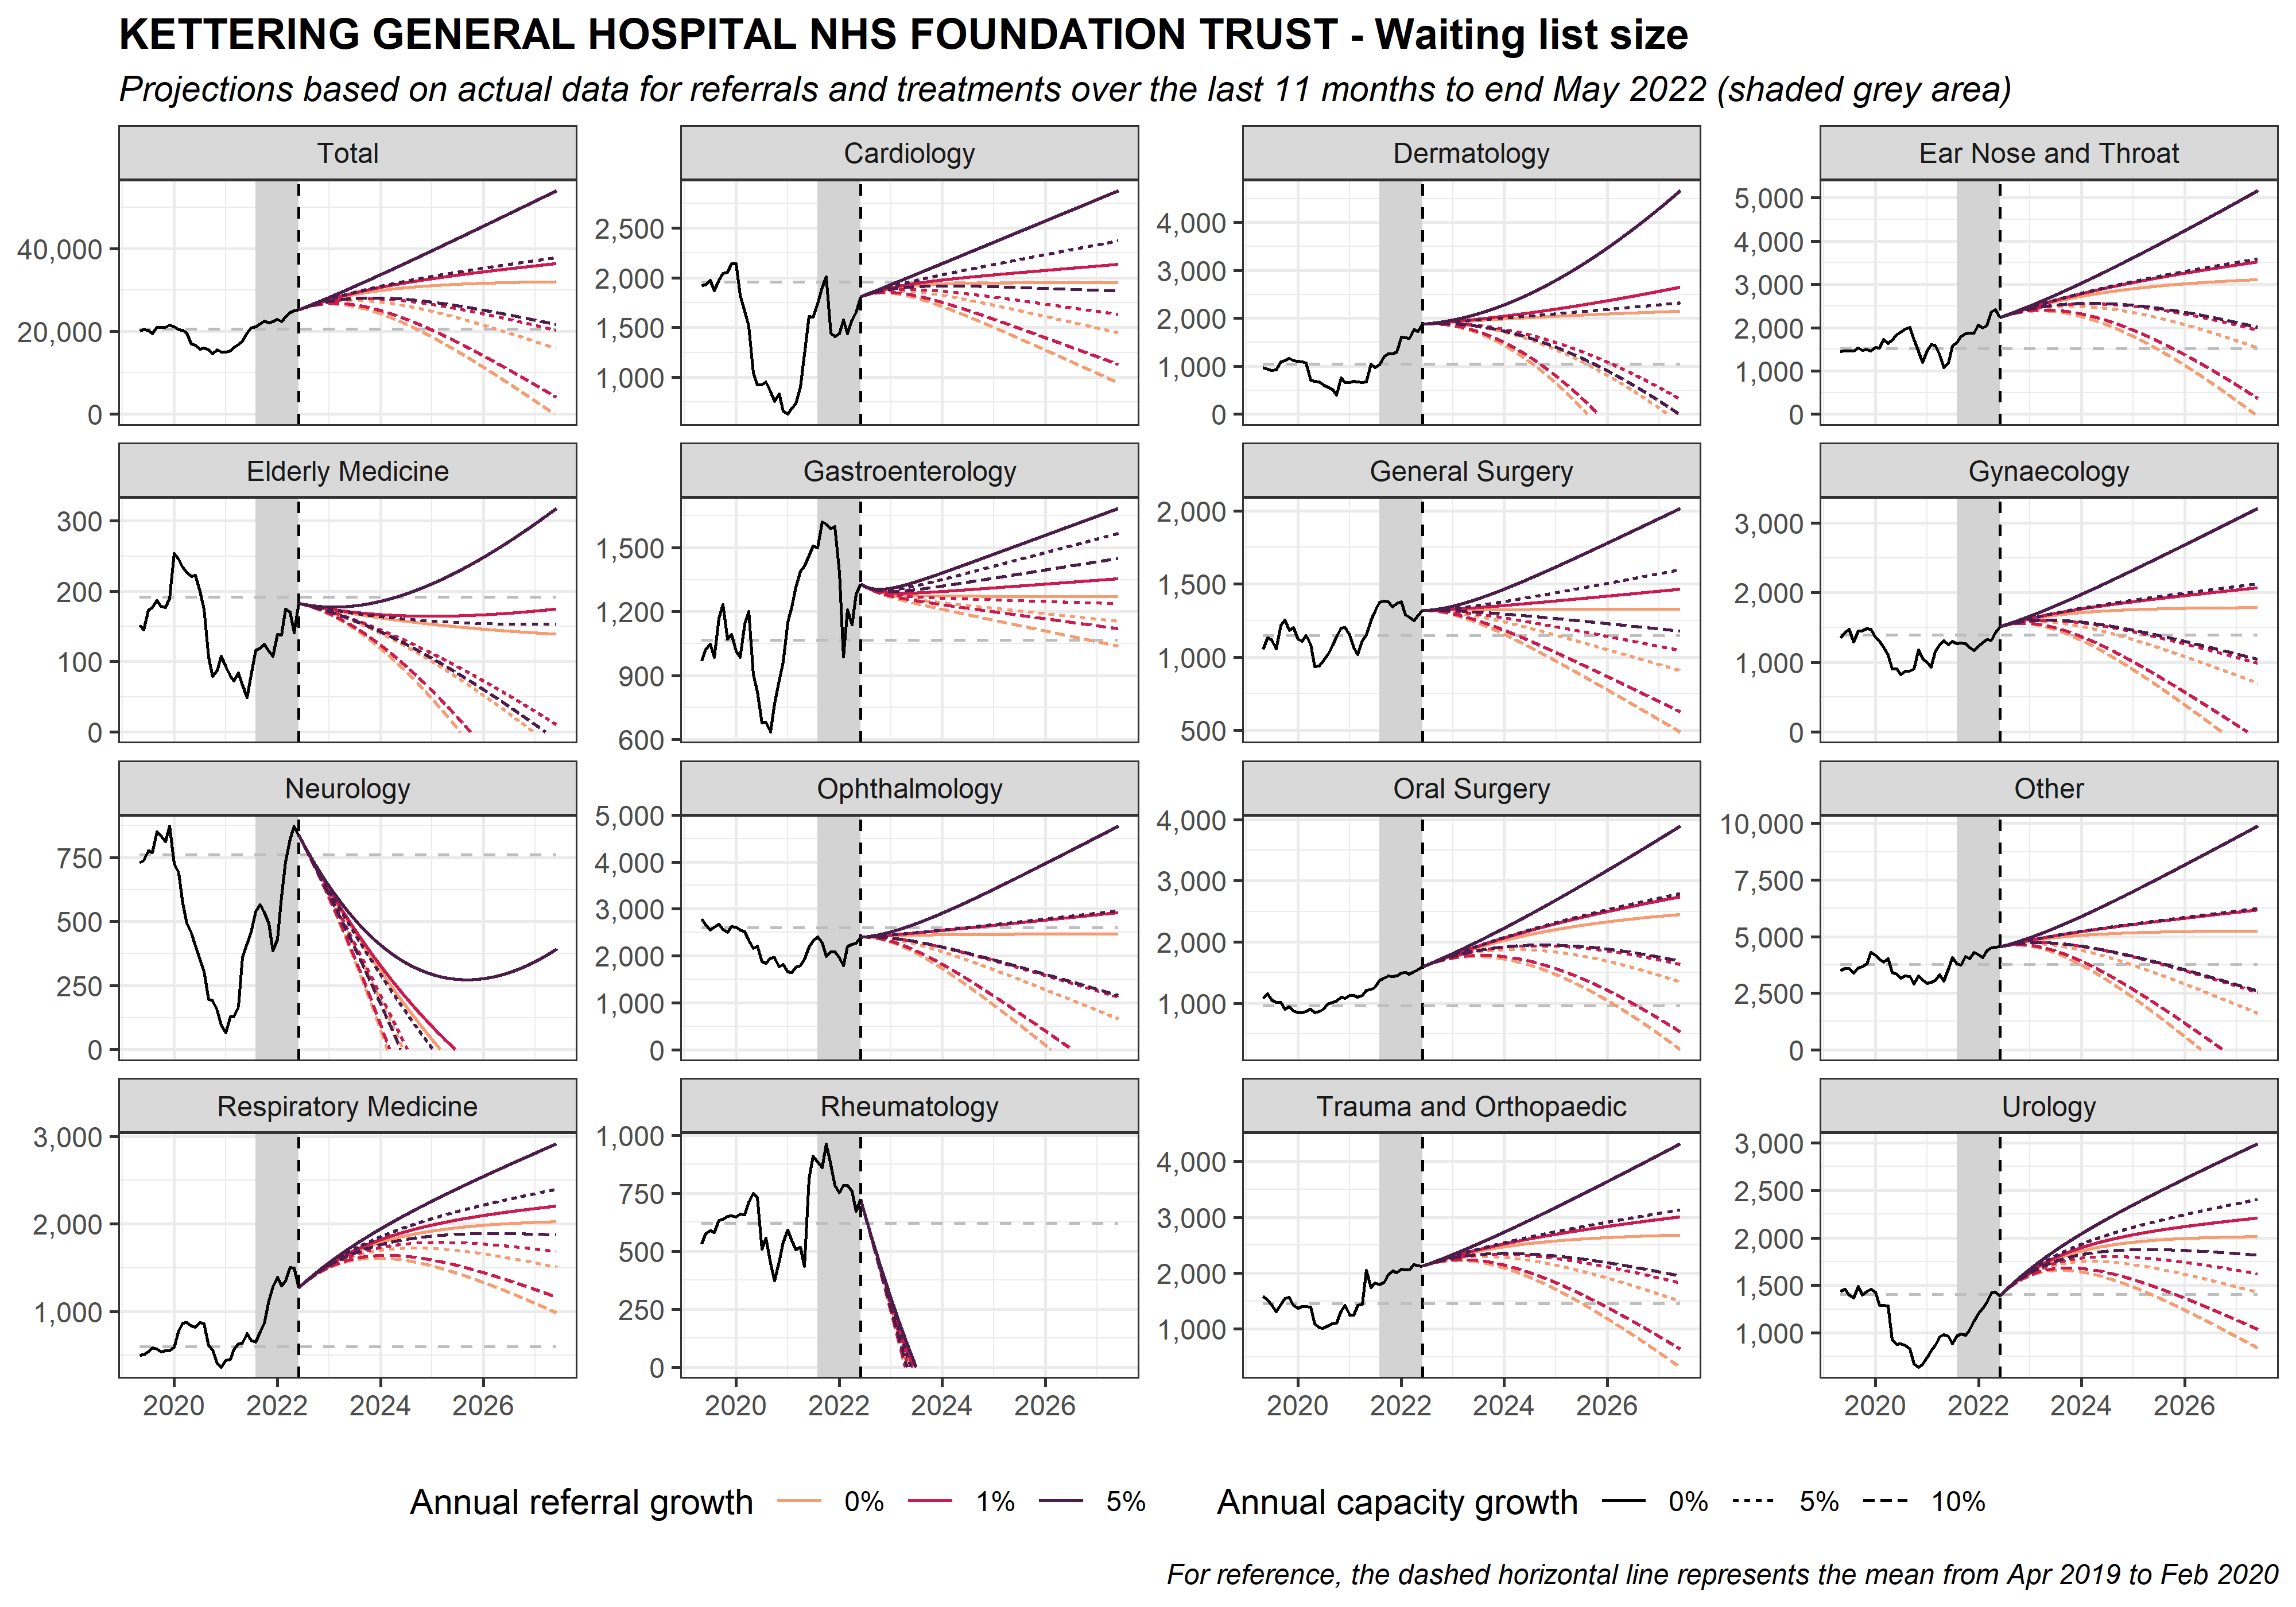 KETTERING GENERAL HOSPITAL NHS FOUNDATION TRUST - Waiting list size
Projections based on actual data for referrals and treatments over the last 11 months to end May 2022 (shaded grey area)
Total
Cardiology
Dermatology
Ear Nose and Throat
40,000
20,000
0
2,500
2,000
1,500
1,000
4,000
3,000
2,000
1,000
0
5,000
4,000
3,000
2,000
1,000
0
Elderly Medicine
Gastroenterology
General Surgery
Gynaecology
300
200
100
0
1,500
1,200
900
600
2,000
1,500
1,000
500
3,000
2,000
1,000
0
Neurology
Ophthalmology
Oral Surgery
Other
750
500
250
0
5,000
4,000
3,000
2,000
1,000
0
4,000
3,000
2,000
1,000
10,000
7,500
5,000
2,500
0
Respiratory Medicine
Rheumatology
Trauma and Orthopaedic
Urology
3,000
2,000
1,000
1,000
750
500
250
0
4,000
3,000
2,000
1,000
3,000
2,500
2,000
1,500
1,000
2020 2022 2024 2026
2020 2022 2024 2026
2020 2022 2024 2026
2020 2022 2024 2026
Annual referral growth 0% 1% 5%
Annual capacity growth 0% 5% 10%
For reference, the dashed horizontal line represents the mean from Apr 2019 to Feb 2020